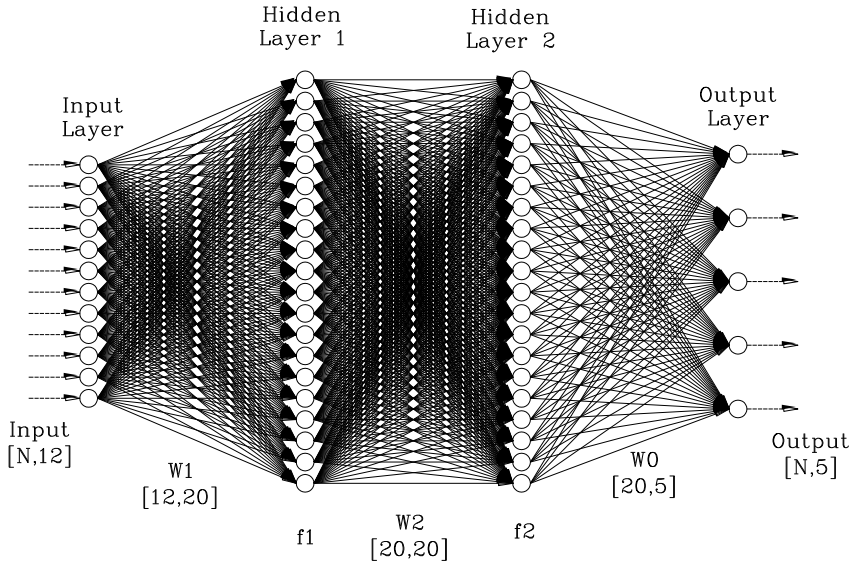 Hidden
Layer 1
Hidden
Layer 2
Input
Layer
Output
Layer
Input
[N,12]
W1
[12,20]
f1
W2
[20,20]
f2
WO
[20,5]
Output
[N,5]